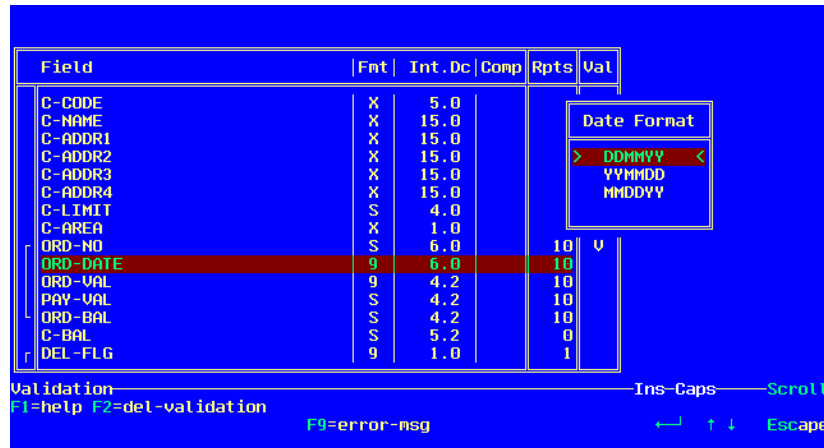 Field |Fmt| Int.Dc|Comp Rpts Val
C-CODE X 5.0
C-NAME X 15.0
C-ADDR1 X 15.0
C-ADDR2 X 15.0
C-ADDR3 X 15.0
C-ADDR4 X 15.0
C-LIMIT S 4.0
C-AREA X 1.0
ORD-NO S 6.0 10 V
ORD-DATE 9 6.0 10
ORD-VAL 9 4.2 10
PAY-VAL S 4.2 10
ORD-BAL S 4.2 10
C-BAL S 5.2 0
DEL-FLG 9 1.0 1
Date Format
> DDMMYY <
YYMMDD
MMDDYY
Validation Ins-Caps Scroll
F1=help F2=del-validation
F9=error-msg ↑ ↓ Escape